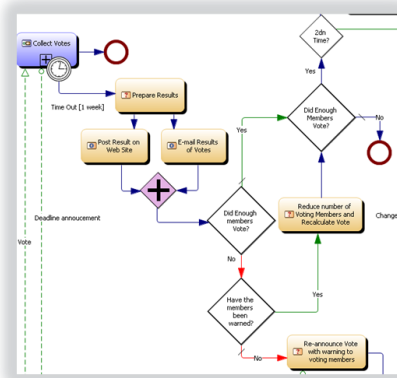 Collect Votes
2dn
Time?
Yes
Time Out [1 week]
Prepare Results
Did Enough
Members
Vote?
No
Yes
Post Result on
Web Site
E-mail Results
of Votes
Deadline annoucement
Did Enough
members
Vote?
Reduce number of
Voting Members and
Recalculate Vote
Change
Vote
No
Have the
members
been
warned?
Yes
No
Re-announce Vote
with warning to
voting members